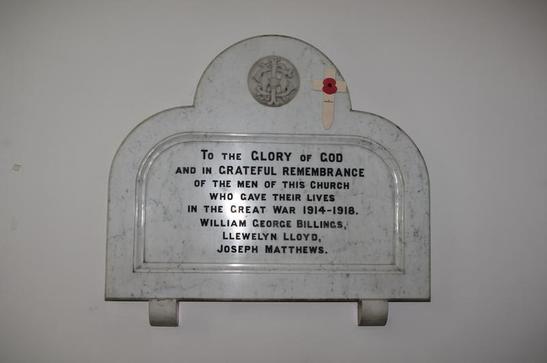 To the Glory of God
and in Grateful Remembrance
of the men of this Church
who gave their lives
in the Great War 1914-1918.
William George Billings,
Llewelyn Lloyd,
Joseph Matthews.